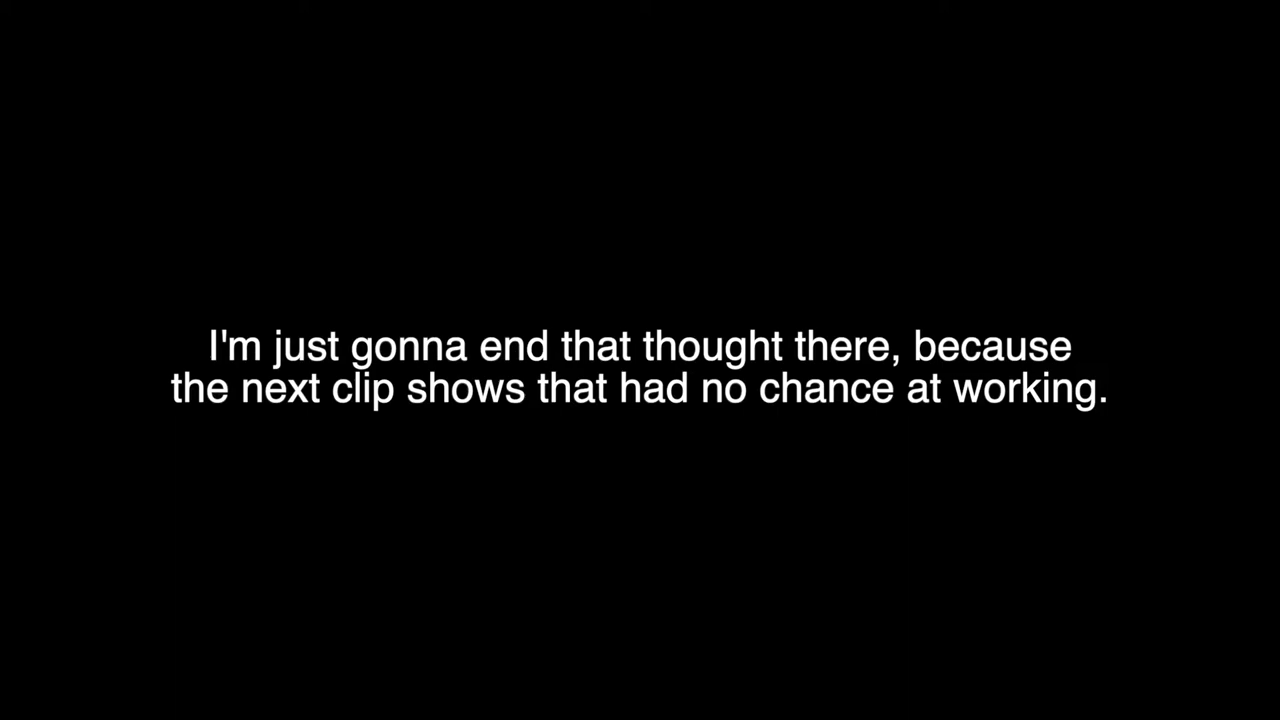 I'm just gonna end that thought there, because
the next clip shows that had no chance at working.